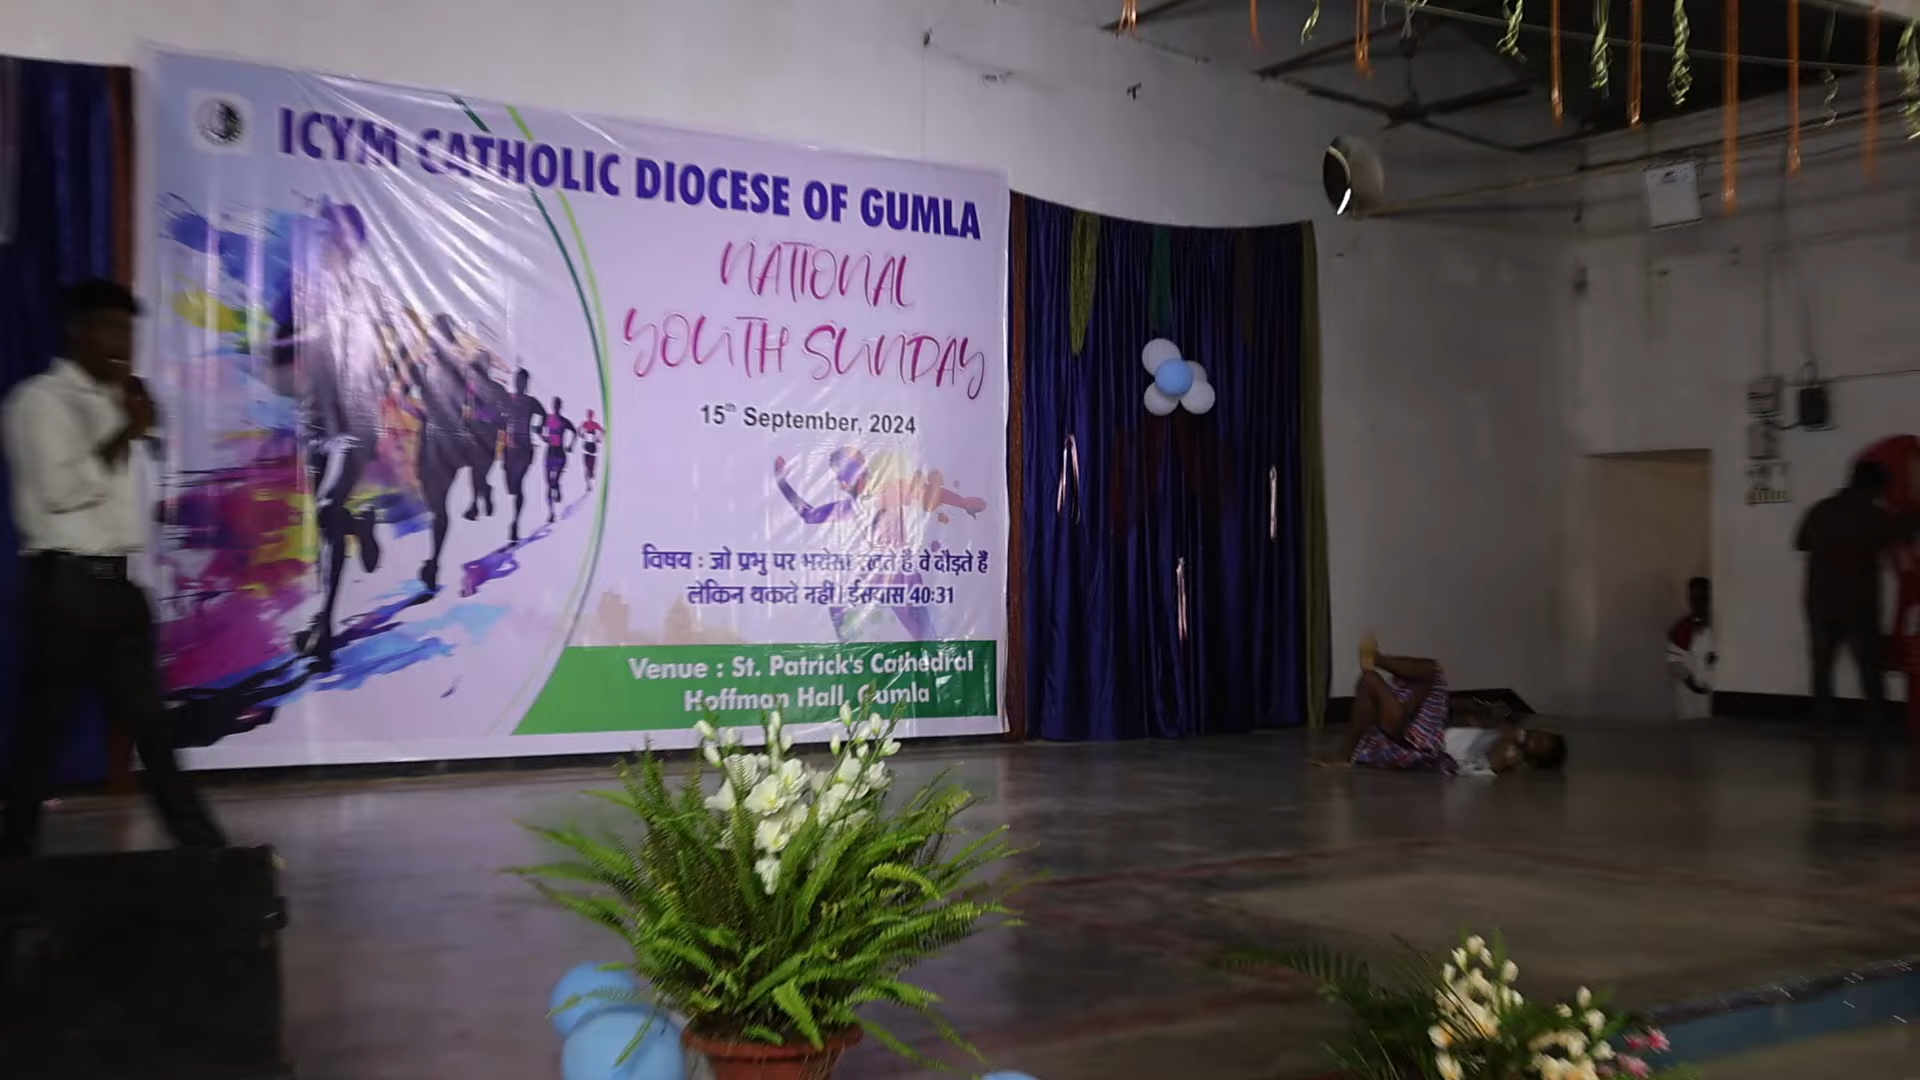 ICYM CATHOLIC DIOCESE OF GUMLA
NATIONAL
YOUTH SUNDAY
15th September, 2024
विषय : जो प्रभु पर भरोसा रखते है वे दौड़ते हैं
लेकिन थकते नहीं। ईसायास 40:31
Venue : St. Patrick's Cathedral
Hoffman Hall, Gumla